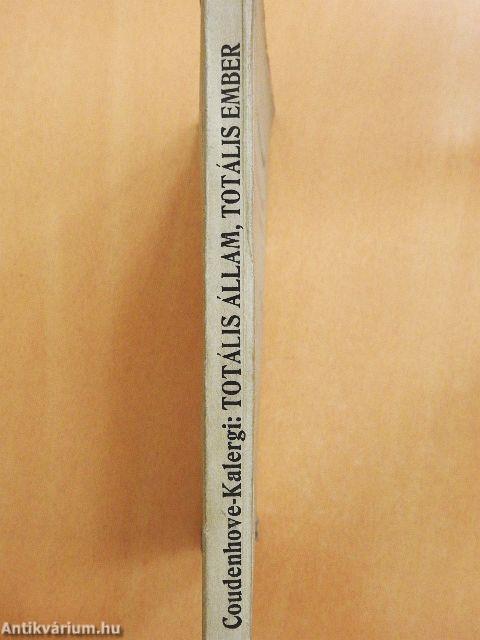 Coudenhove-Kalergi: TOTÁLIS ÁLLAM, TOTÁLIS EMBER
Antikvárium.hu